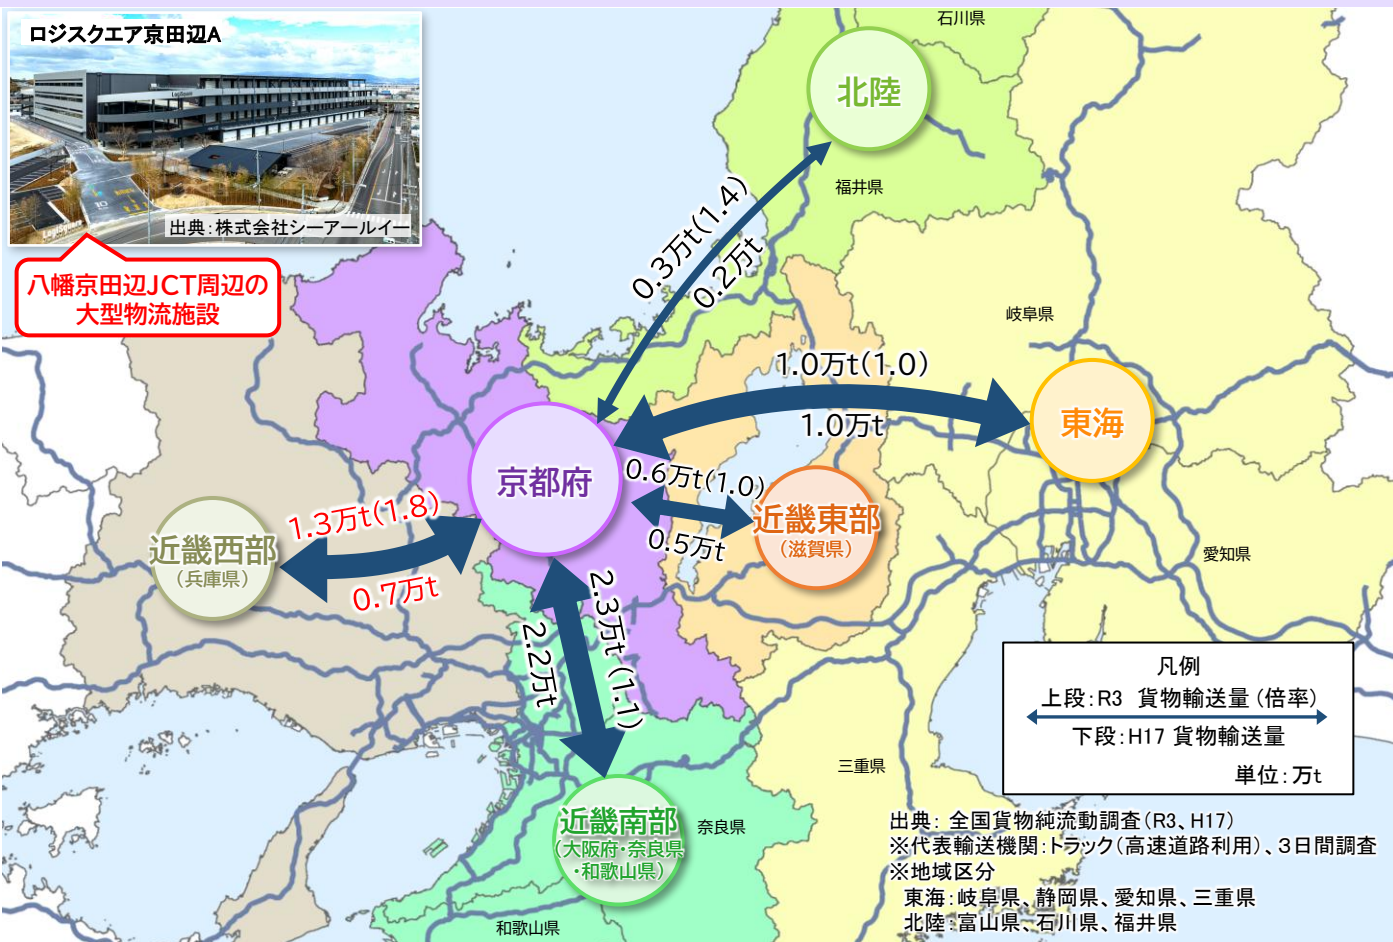 ロジスクエア京田辺A
LogiSquare
LogiSquare
出典：株式会社シーアールイー
八幡京田辺JCT周辺の
大型物流施設
石川県
北陸
福井県
0.3万t(1.4)
0.2万t
岐阜県
1.0万t(1.0)
1.0万t
東海
京都府
0.6万t(1.0)
0.5万t
近畿東部
（滋賀県）
近畿西部
（兵庫県）
1.3万t(1.8)
0.7万t
愛知県
2.3万t (1.1)
2.2万t
三重県
近畿南部
（大阪府・奈良県
・和歌山県）
奈良県
和歌山県
凡例
上段：R3 貨物輸送量（倍率）
下段：H17 貨物輸送量
単位：万t
出典： 全国貨物純流動調査（R3、H17）
※代表輸送機関：トラック（高速道路利用）、3日間調査
※地域区分
東海：岐阜県、静岡県、愛知県、三重県
北陸：富山県、石川県、福井県